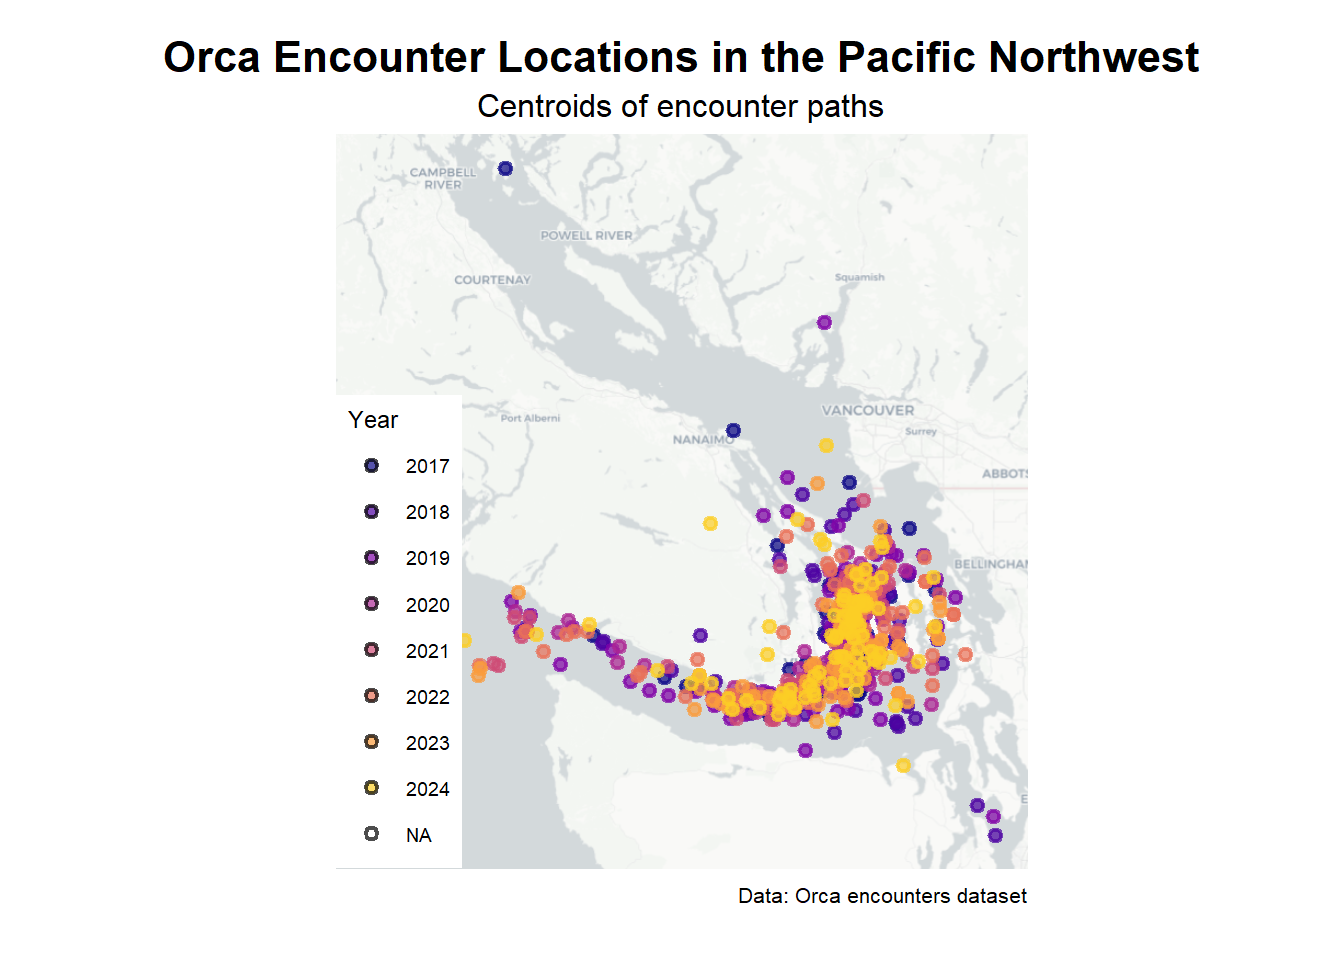 Orca Encounter Locations in the Pacific Northwest
Centroids of encounter paths
CAMPBELL
RIVER
POWELL RIVER
COURTENAY
Squamish
Year
Port Alberni
VANCOUVER
Surrey
NANAIMO
ABBOTS
2017
2018
2019
BELLINGHAM
2020
2021
2022
2023
2024
NA
Data: Orca encounters dataset